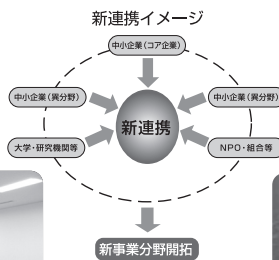 新連携イメージ
中小企業(コア企業)
中小企業(異分野)
中小企業(異分野)
新連携
大学・研究機関等
NPO・組合等
新事業分野開拓